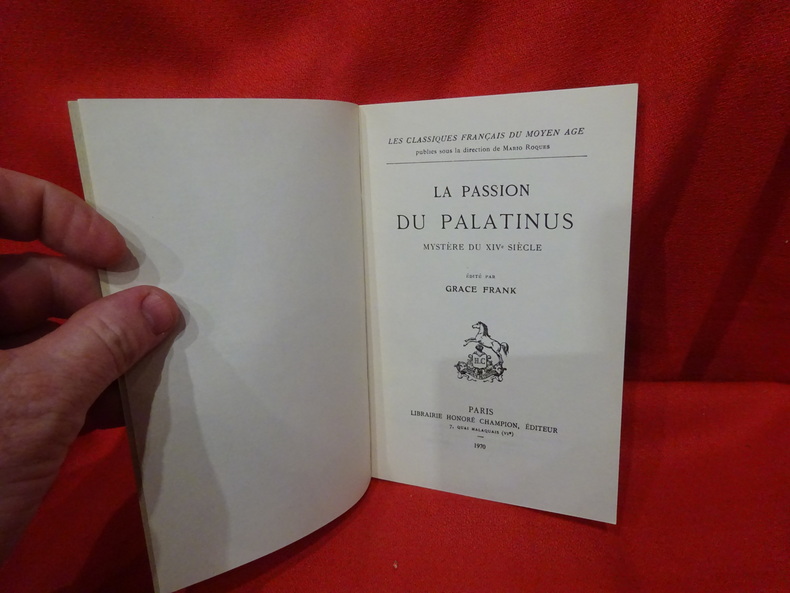 LES CLASSIQUES FRANÇAIS DU MOYEN AGE
publiés sous la direction de MARIO ROQUES
LA PASSION
DU PALATINUS
MYSTÈRE DU XIVe SIÈCLE
ÉDITÉ PAR
GRACE FRANK
H.C
PARIS
LIBRAIRIE HONORÉ CHAMPION, ÉDITEUR
7, QUAI MALAQUAIS (VIe)
1970